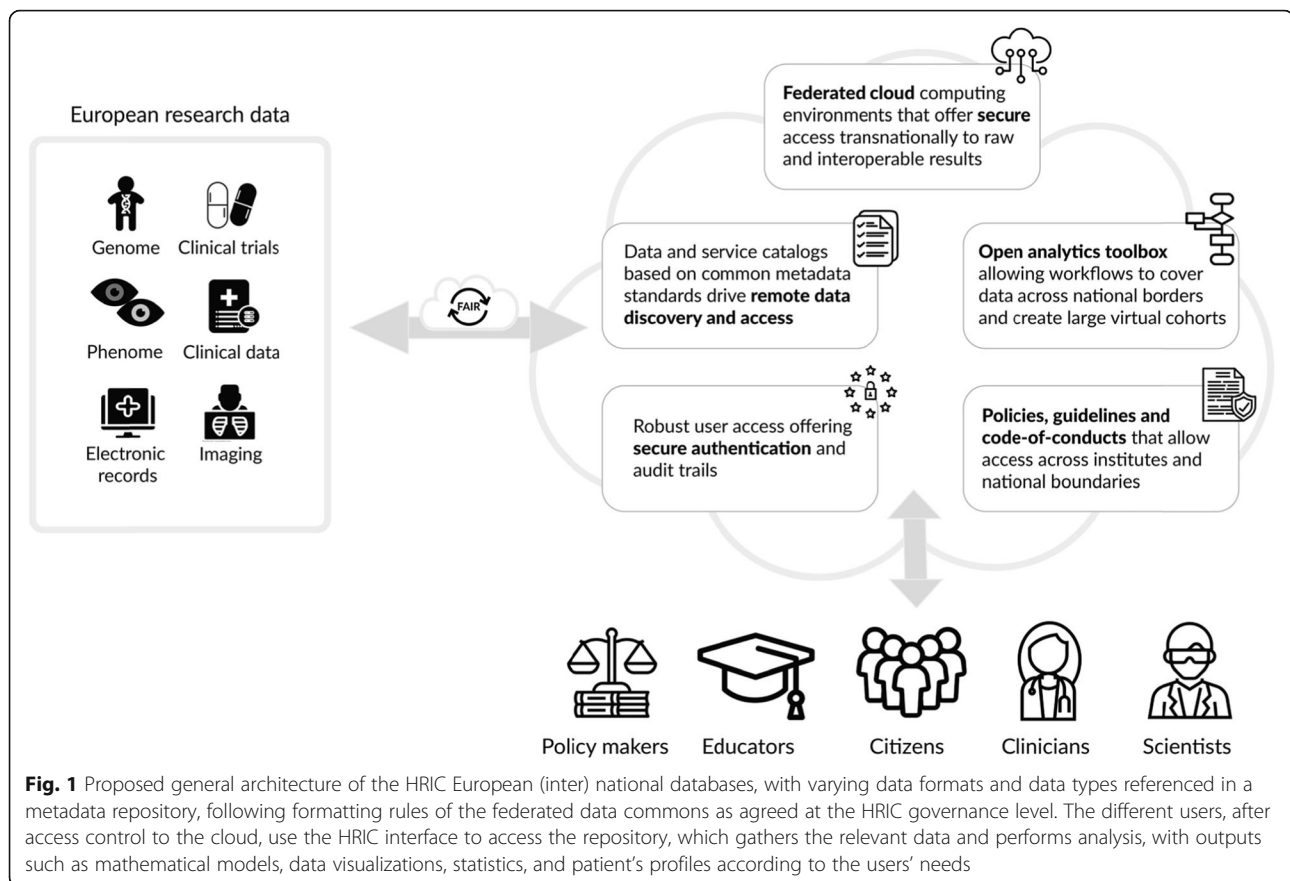 European research data
Genome
Clinical trials
Phenome
Clinical data
Electronic
records
Imaging
FAIR
Federated cloud computing
environments that offer secure
access transnationally to raw
and interoperable results
Data and service catalogs
based on common metadata
standards drive remote data
discovery and access
Open analytics toolbox
allowing workflows to cover
data across national borders
and create large virtual cohorts
Robust user access offering
secure authentication and
audit trails
Policies, guidelines and
code-of-conducts that allow
access across institutes and
national boundaries
Policy makers
Educators
Citizens
Clinicians
Scientists
Fig. 1 Proposed general architecture of the HRIC European (inter) national databases, with varying data formats and data types referenced in a
metadata repository, following formatting rules of the federated data commons as agreed at the HRIC governance level. The different users, after
access control to the cloud, use the HRIC interface to access the repository, which gathers the relevant data and performs analysis, with outputs
such as mathematical models, data visualizations, statistics, and patient's profiles according to the users' needs